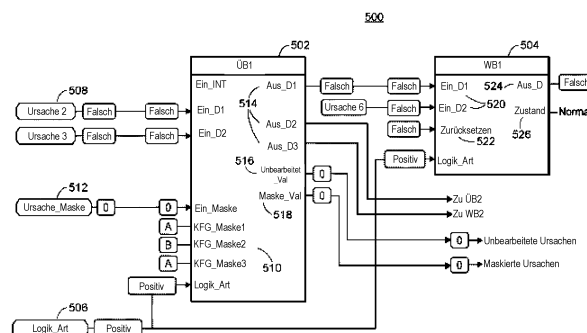 500
502
504
ÜB1
WB1
508
Ursache 2 Falsch Falsch
Ursache 3 Falsch Falsch
Ein_INT
Ein_D1
Ein_D2
Aus_D1
514
Aus_D2
Aus_D3
516
Unbearbeitet
_Val
Maske_Val
518
Falsch Falsch
Ursache 6 Falsch
Falsch
Positiv
0
0
Ein_D1
Ein_D2
520
Zurücksetzen
522
Logik_Art
524 Aus_D
Zustand
526
Falsch
512
Ursache_Maske 0 0
A
B
A
Positiv
Ein_Maske
KFG_Maske1
KFG_Maske2
KFG_Maske3
510
Logik_Art
Zu ÜB2
Zu WB2
0 Unbearbeitete Ursachen
0 Maskierte Ursachen
506
Logik_Art Positiv